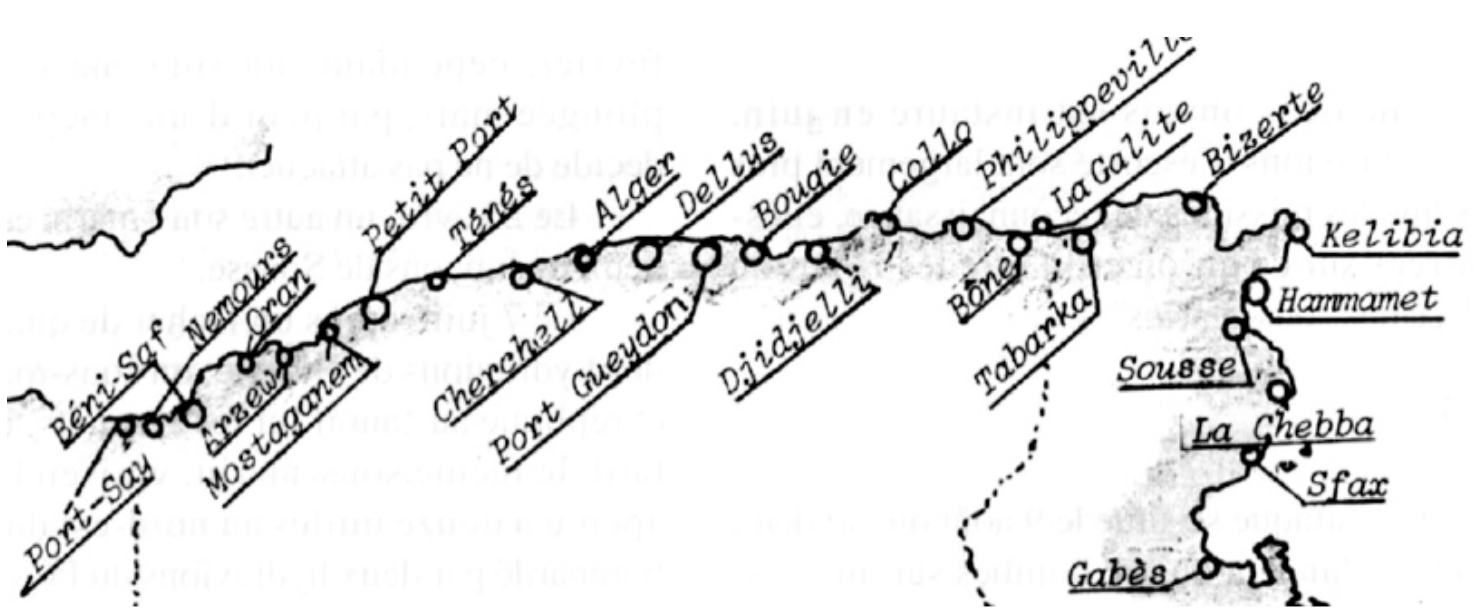 Port-Say
Béni-Saf
Nemours
Oran
Arzew
Mostaganem
Petit Port
Ténés
Cherchell
Alger
Dellys
Port Gueydon
Bougie
Djidjelli
Collo
Philippeville
Bône
La Galite
Tabarka
Bizerte
Kelibia
Hammamet
Sousse
La Chebba
Sfax
Gabès